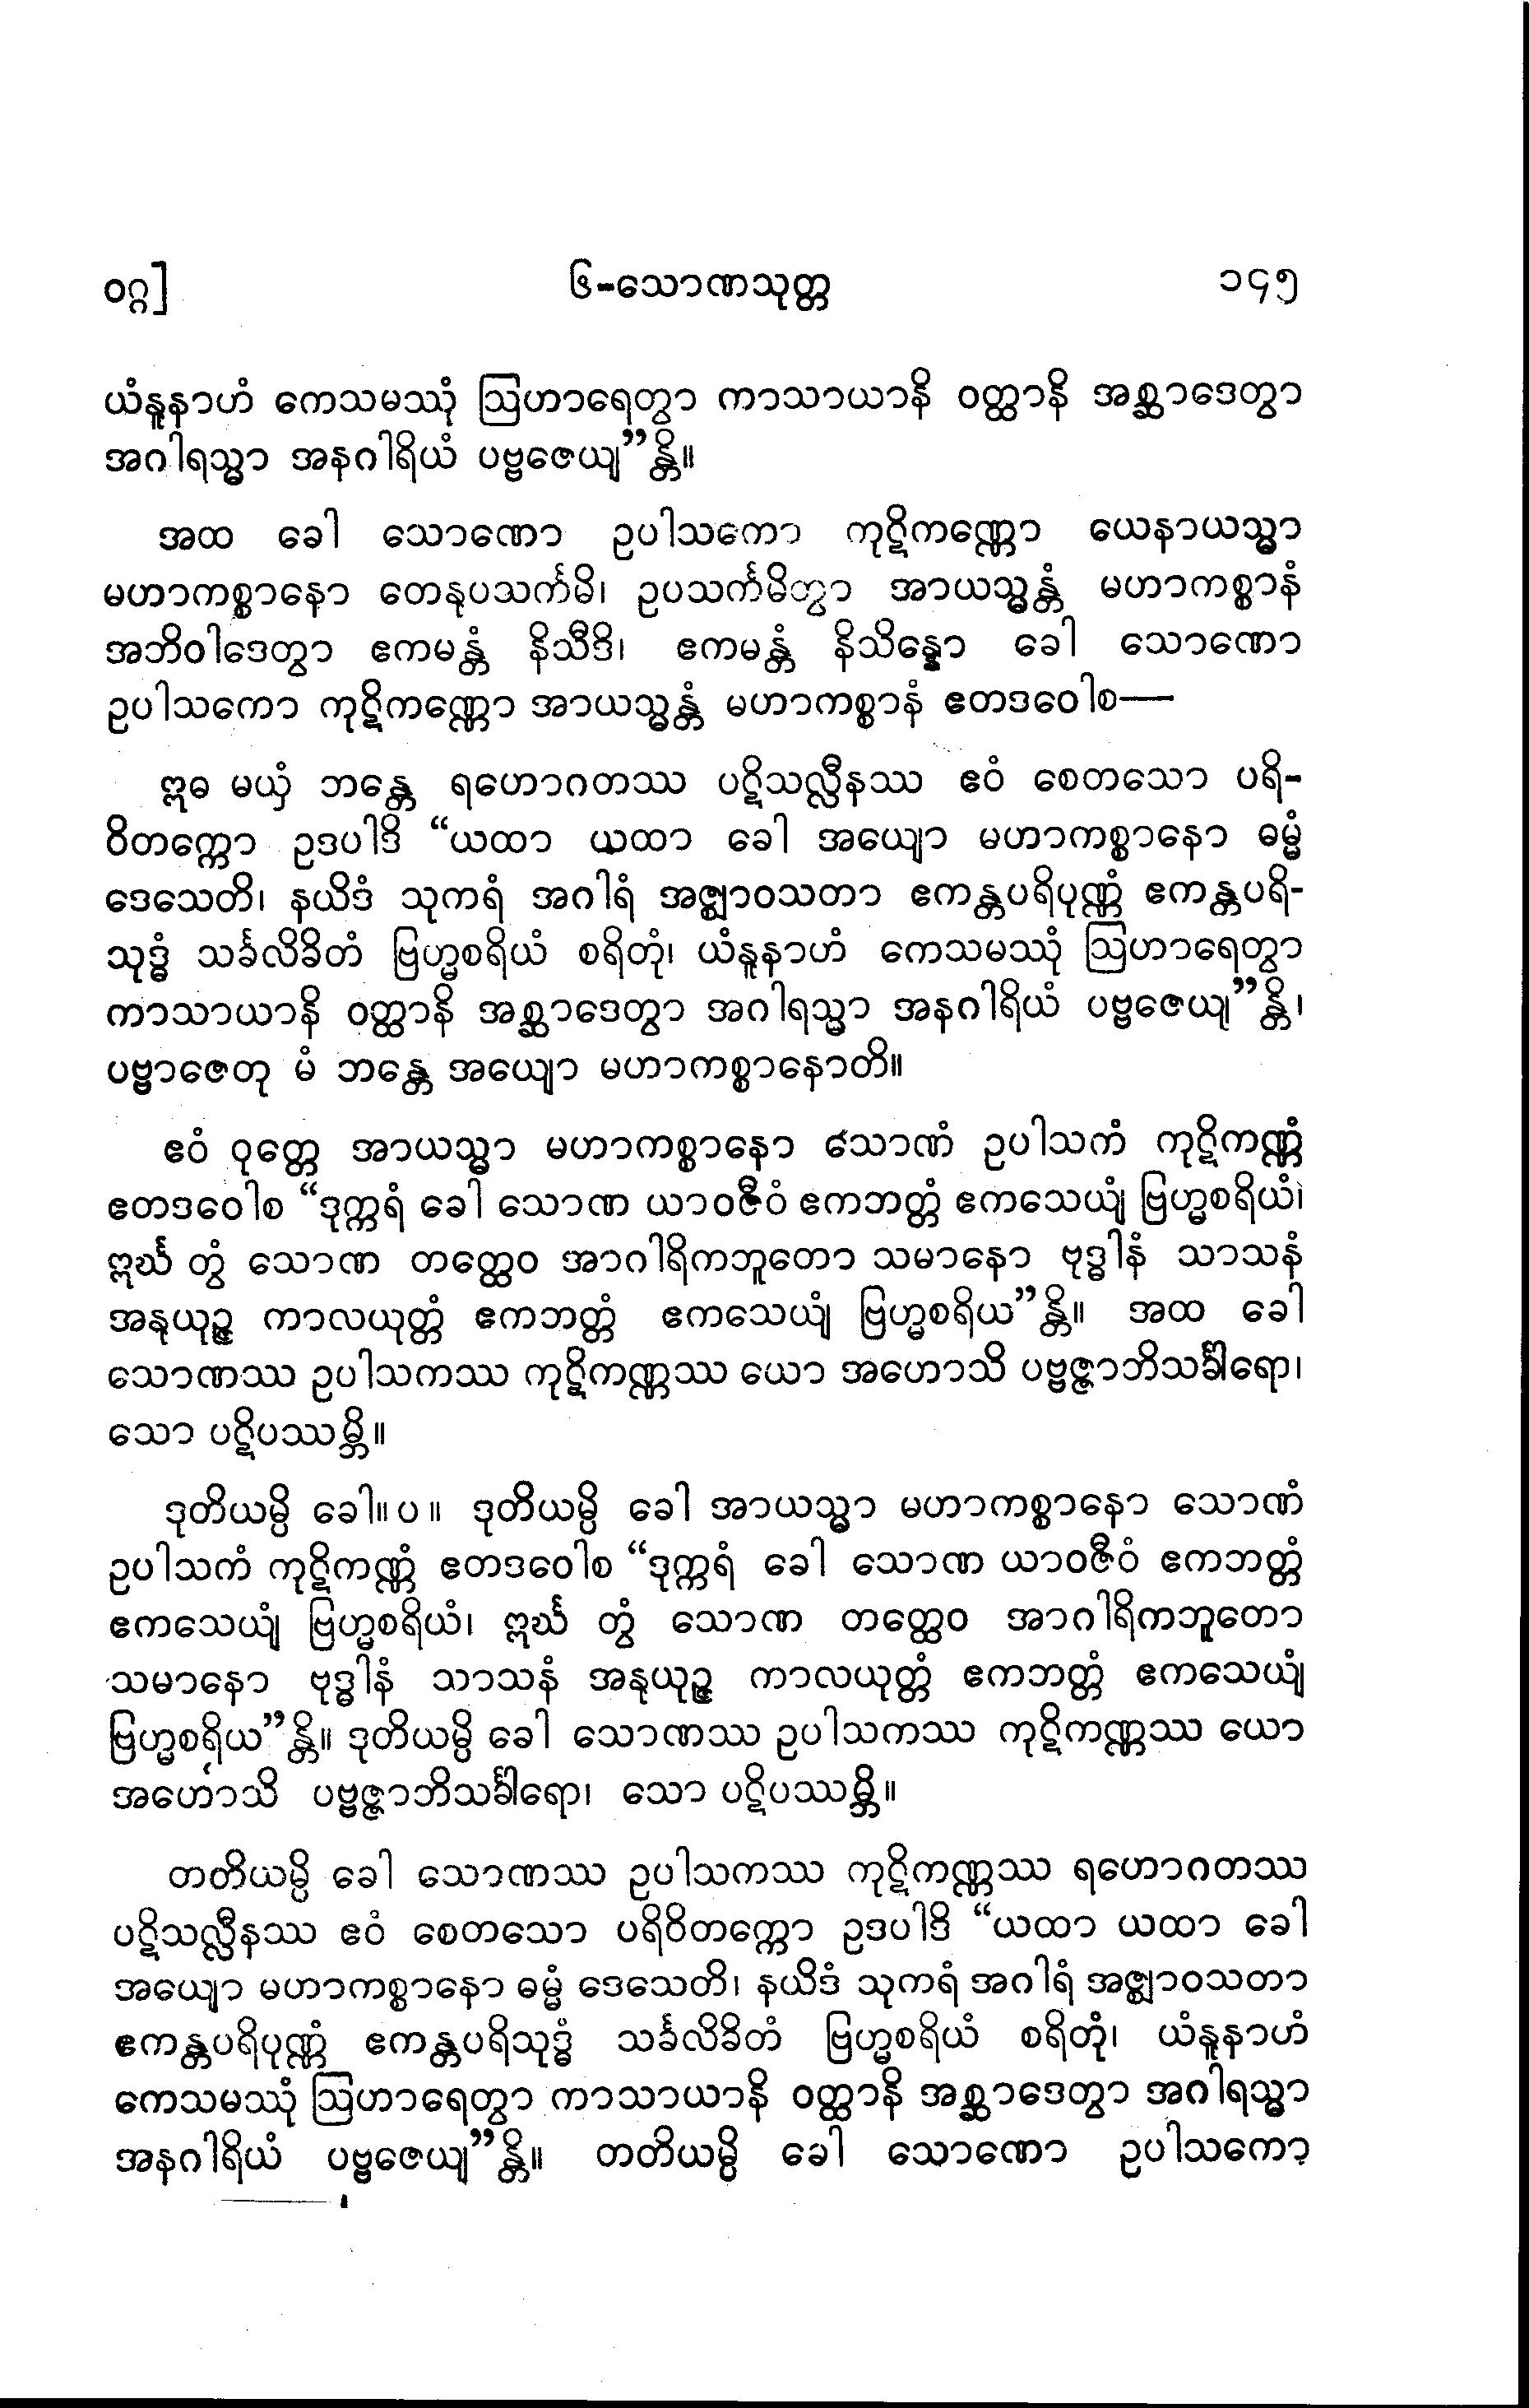 ဝဂ္ဂ]
၆-သောဏသုတ္တ
၁၄၅
ယံနူနာဟံ ကေသမဿုံ ဩဟာရေတွာ ကာသာယာနိ ဝတ္ထာနိ အစ္ဆာဒေတွာ
အဂါရသ္မာ အနဂါရိယံ ပဗ္ဗဇေယျ”န္တိ။
အထ ခေါ သောဏော ဥပါသကော ကုဋိကဏ္ဏော ယေနာယသ္မာ
မဟာကစ္စာနော တေနုပသင်္ကမိ၊ ဥပသင်္ကမိတွာ အာယသ္မန္တံ မဟာကစ္စာနံ
အဘိဝါဒေတွာ ဧကမန္တံ နိသီဒိ၊ ဧကမန္တံ နိသိန္နော ခေါ သောဏော
ဥပါသကော ကုဋိကဏ္ဏော အာယသ္မန္တံ မဟာကစ္စာနံ ဧတဒဝေါစ—
ဣဓ မယှံ ဘန္တေ ရဟောဂတဿ ပဋိသလ္လီနဿ ဧဝံ စေတသော ပရိ-
ဝိတက္ကော ဥဒပါဒိ “ယထာ ယထာ ခေါ အယျော မဟာကစ္စာနော ဓမ္မံ
ဒေသေတိ၊ နယိဒံ သုကရံ အဂါရံ အဇ္ဈာဝသတာ ဧကန္တပရိပုဏ္ဏံ ဧကန္တပရိ-
သုဒ္ဓံ သင်္ခလိခိတံ ဗြဟ္မစရိယံ စရိတုံ၊ ယံနူနာဟံ ကေသမဿုံ ဩဟာရေတွာ
ကာသာယာနိ ဝတ္ထာနိ အစ္ဆာဒေတွာ အဂါရသ္မာ အနဂါရိယံ ပဗ္ဗဇေယျ”န္တိ၊
ပဗ္ဗာဇေတု မံ ဘန္တေ အယျော မဟာကစ္စာနောတိ။
ဧဝံ ဝုတ္တေ အာယသ္မာ မဟာကစ္စာနော သောဏံ ဥပါသကံ ကုဋိကဏ္ဏံ
ဧတဒဝေါစ “ဒုက္ကရံ ခေါ သောဏ ယာဝဇီဝံ ဧကဘတ္တံ ဧကသေယျံ ဗြဟ္မစရိယံ၊
ဣင်္ဃ တွံ သောဏ တတ္ထေဝ အာဂါရိကဘူတော သမာနော ဗုဒ္ဓါနံ သာသနံ
အနုယုဉ္ဇ ကာလယုတ္တံ ဧကဘတ္တံ ဧကသေယျံ ဗြဟ္မစရိယ”န္တိ။ အထ ခေါ
သောဏဿ ဥပါသကဿ ကုဋိကဏ္ဏဿ ယော အဟောသိ ပဗ္ဗဇ္ဇာဘိသင်္ခါရော၊
သော ပဋိပဿမ္ဘိ။
ဒုတိယမ္ပိ ခေါ။ပ။ ဒုတိယမ္ပိ ခေါ အာယသ္မာ မဟာကစ္စာနော သောဏံ
ဥပါသကံ ကုဋိကဏ္ဏံ ဧတဒဝေါစ “ဒုက္ကရံ ခေါ သောဏ ယာဝဇီဝံ ဧကဘတ္တံ
ဧကသေယျံ ဗြဟ္မစရိယံ၊ ဣင်္ဃ တွံ သောဏ တတ္ထေဝ အာဂါရိကဘူတော
သမာနော ဗုဒ္ဓါနံ သာသနံ အနုယုဉ္ဇ ကာလယုတ္တံ ဧကဘတ္တံ ဧကသေယျံ
ဗြဟ္မစရိယ”န္တိ။ ဒုတိယမ္ပိ ခေါ သောဏဿ ဥပါသကဿ ကုဋိကဏ္ဏဿ ယော
အဟောသိ ပဗ္ဗဇ္ဇာဘိသင်္ခါရော၊ သော ပဋိပဿမ္ဘိ။
တတိယမ္ပိ ခေါ သောဏဿ ဥပါသကဿ ကုဋိကဏ္ဏဿ ရဟောဂတဿ
ပဋိသလ္လီနဿ ဧဝံ စေတသော ပရိဝိတက္ကော ဥဒပါဒိ “ယထာ ယထာ ခေါ
အယျော မဟာကစ္စာနော ဓမ္မံ ဒေသေတိ၊ နယိဒံ သုကရံ အဂါရံ အဇ္ဈာဝသတာ
ဧကန္တပရိပုဏ္ဏံ ဧကန္တပရိသုဒ္ဓံ သင်္ခလိခိတံ ဗြဟ္မစရိယံ စရိတုံ၊ ယံနူနာဟံ
ကေသမဿုံ ဩဟာရေတွာ ကာသာယာနိ ဝတ္ထာနိ အစ္ဆာဒေတွာ အဂါရသ္မာ
အနဂါရိယံ ပဗ္ဗဇေယျ”န္တိ။ တတိယမ္ပိ ခေါ သောဏော ဥပါသကော